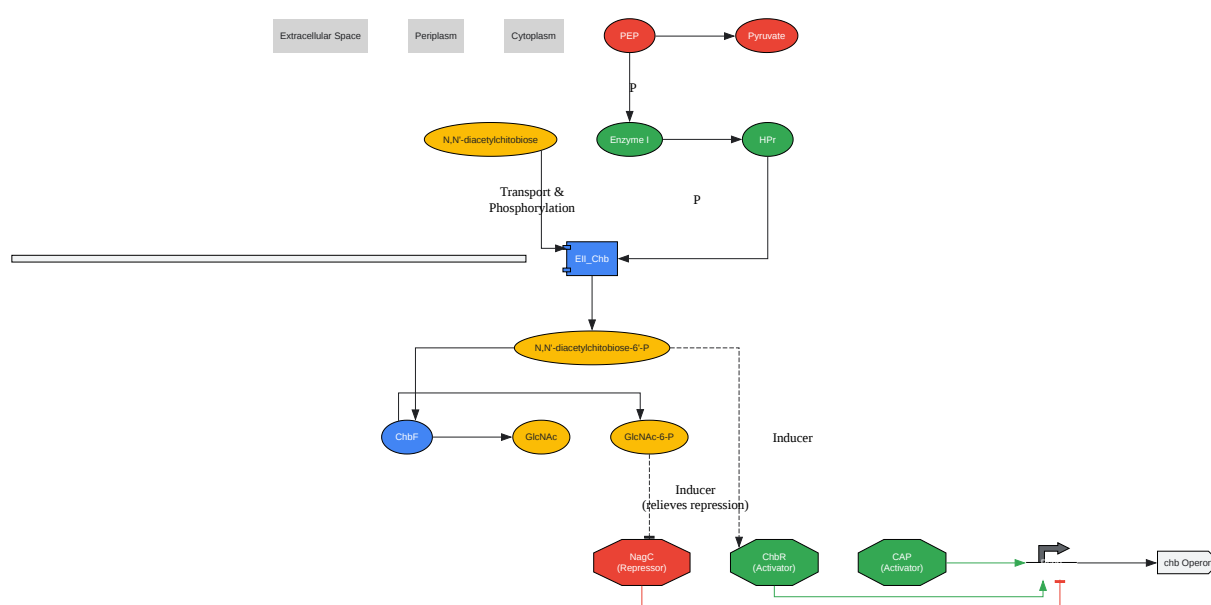 Extracellular Space
Periplasm
Cytoplasm
PEP
Pyruvate
P
N,N'-diacetylchitobiose
Enzyme I
HPr
Transport &
Phosphorylation
P
EII_Chb
N,N'-diacetylchitobiose-6'-P
ChbF
GlcNAc
GlcNAc-6-P
Inducer
Inducer
(relieves repression)
NagC
(Repressor)
ChbR
(Activator)
CAP
(Activator)
chb Operon